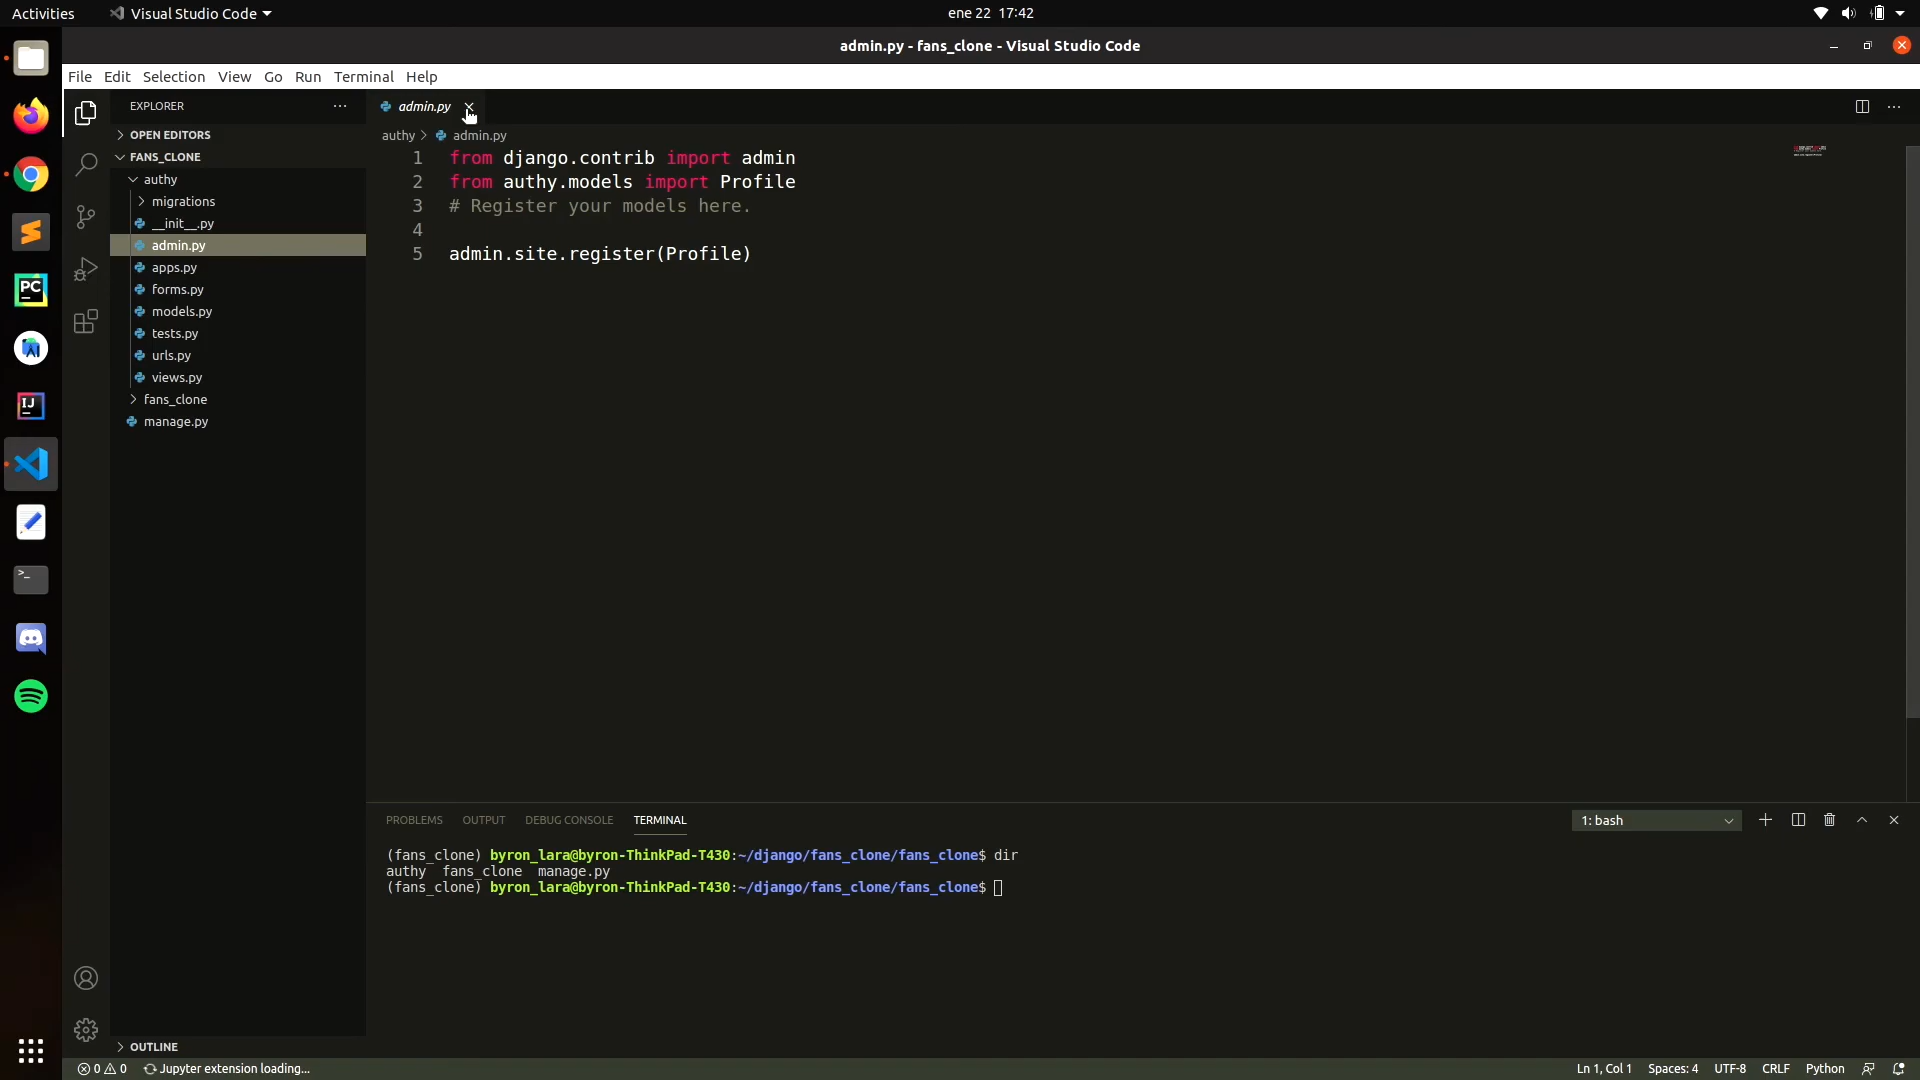 Activities
Visual Studio Code
ene 22 17:42
admin.py - fans_clone - Visual Studio Code
File Edit Selection View Go Run Terminal Help
EXPLORER
OPEN EDITORS
FANS_CLONE
authy
migrations
__init__.py
admin.py
apps.py
forms.py
models.py
tests.py
urls.py
views.py
fans_clone
manage.py
OUTLINE
admin.py
authy > admin.py
1 from django.contrib import admin
2 from authy.models import Profile
3 # Register your models here.
4
5 admin.site.register(Profile)
PROBLEMS OUTPUT DEBUG CONSOLE TERMINAL
1: bash
(fans_clone) byron_lara@byron-ThinkPad-T430:~/django/fans_clone/fans_clone$ dir
authy fans_clone manage.py
(fans_clone) byron_lara@byron-ThinkPad-T430:~/django/fans_clone/fans_clone$
0 0 Jupyter extension loading...
Ln 1, Col 1 Spaces: 4 UTF-8 CRLF Python
PC
IJ